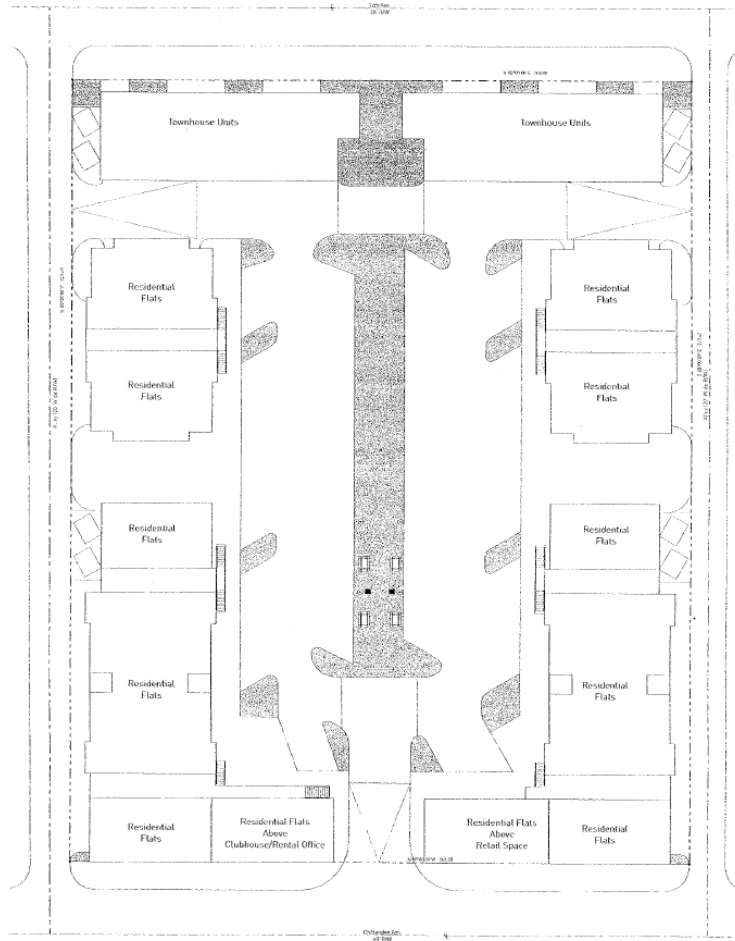 Townhouse Units
Townhouse Units
Residential
Flats
Residential
Flats
Residential
Flats
Residential
Flats
Residential
Flats
Residential
Flats
Residential
Flats
Residential
Flats
Residential
Flats
Residential Flats
Above
Clubhouse/Rental Office
Residential Flats
Above
Retail Space
Residential
Flats